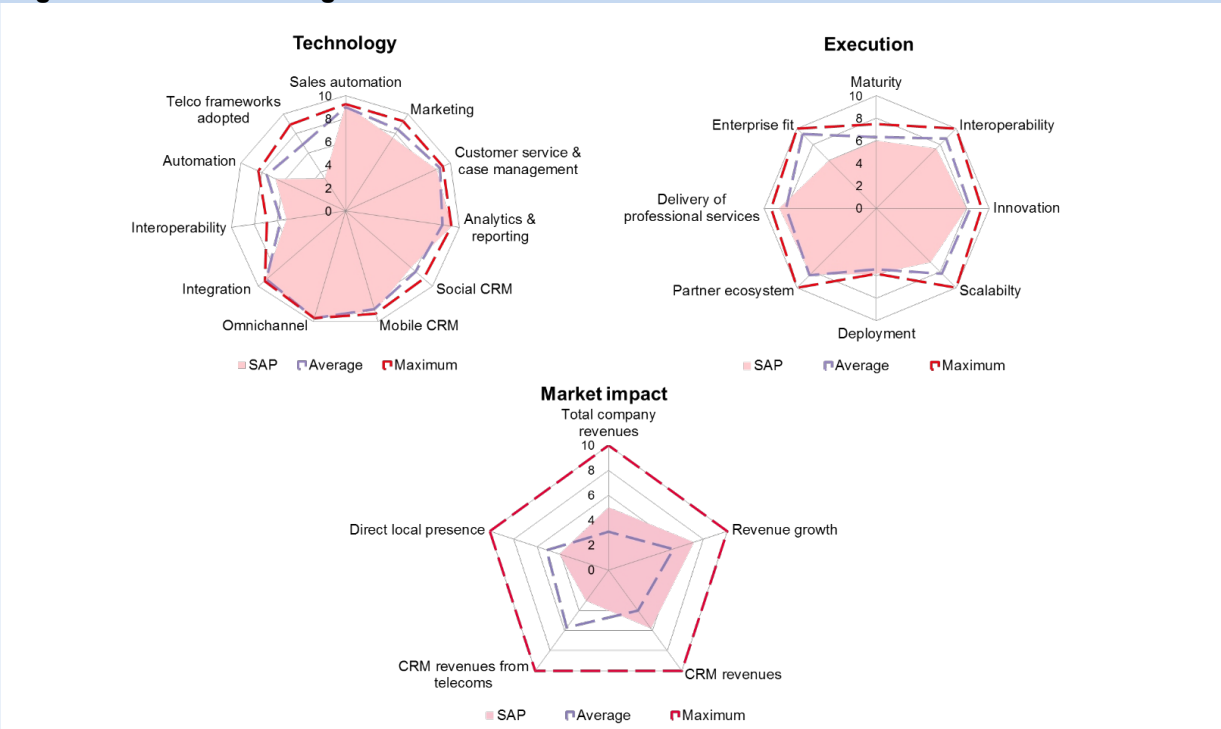 Technology
Sales automation
Telco frameworks
adopted
Marketing
Automation
Customer service &
case management
Interoperability
Analytics &
reporting
Integration
Social CRM
Omnichannel
Mobile CRM
10
8
6
4
2
0
SAP Average Maximum
Execution
Maturity
Enterprise fit
Interoperability
Delivery of
professional services
Innovation
Partner ecosystem
Scalabilty
Deployment
10
8
6
4
2
0
SAP Average Maximum
Market impact
Total company
revenues
Direct local presence
Revenue growth
CRM revenues from
telecoms
CRM revenues
10
8
6
4
2
0
SAP Average Maximum